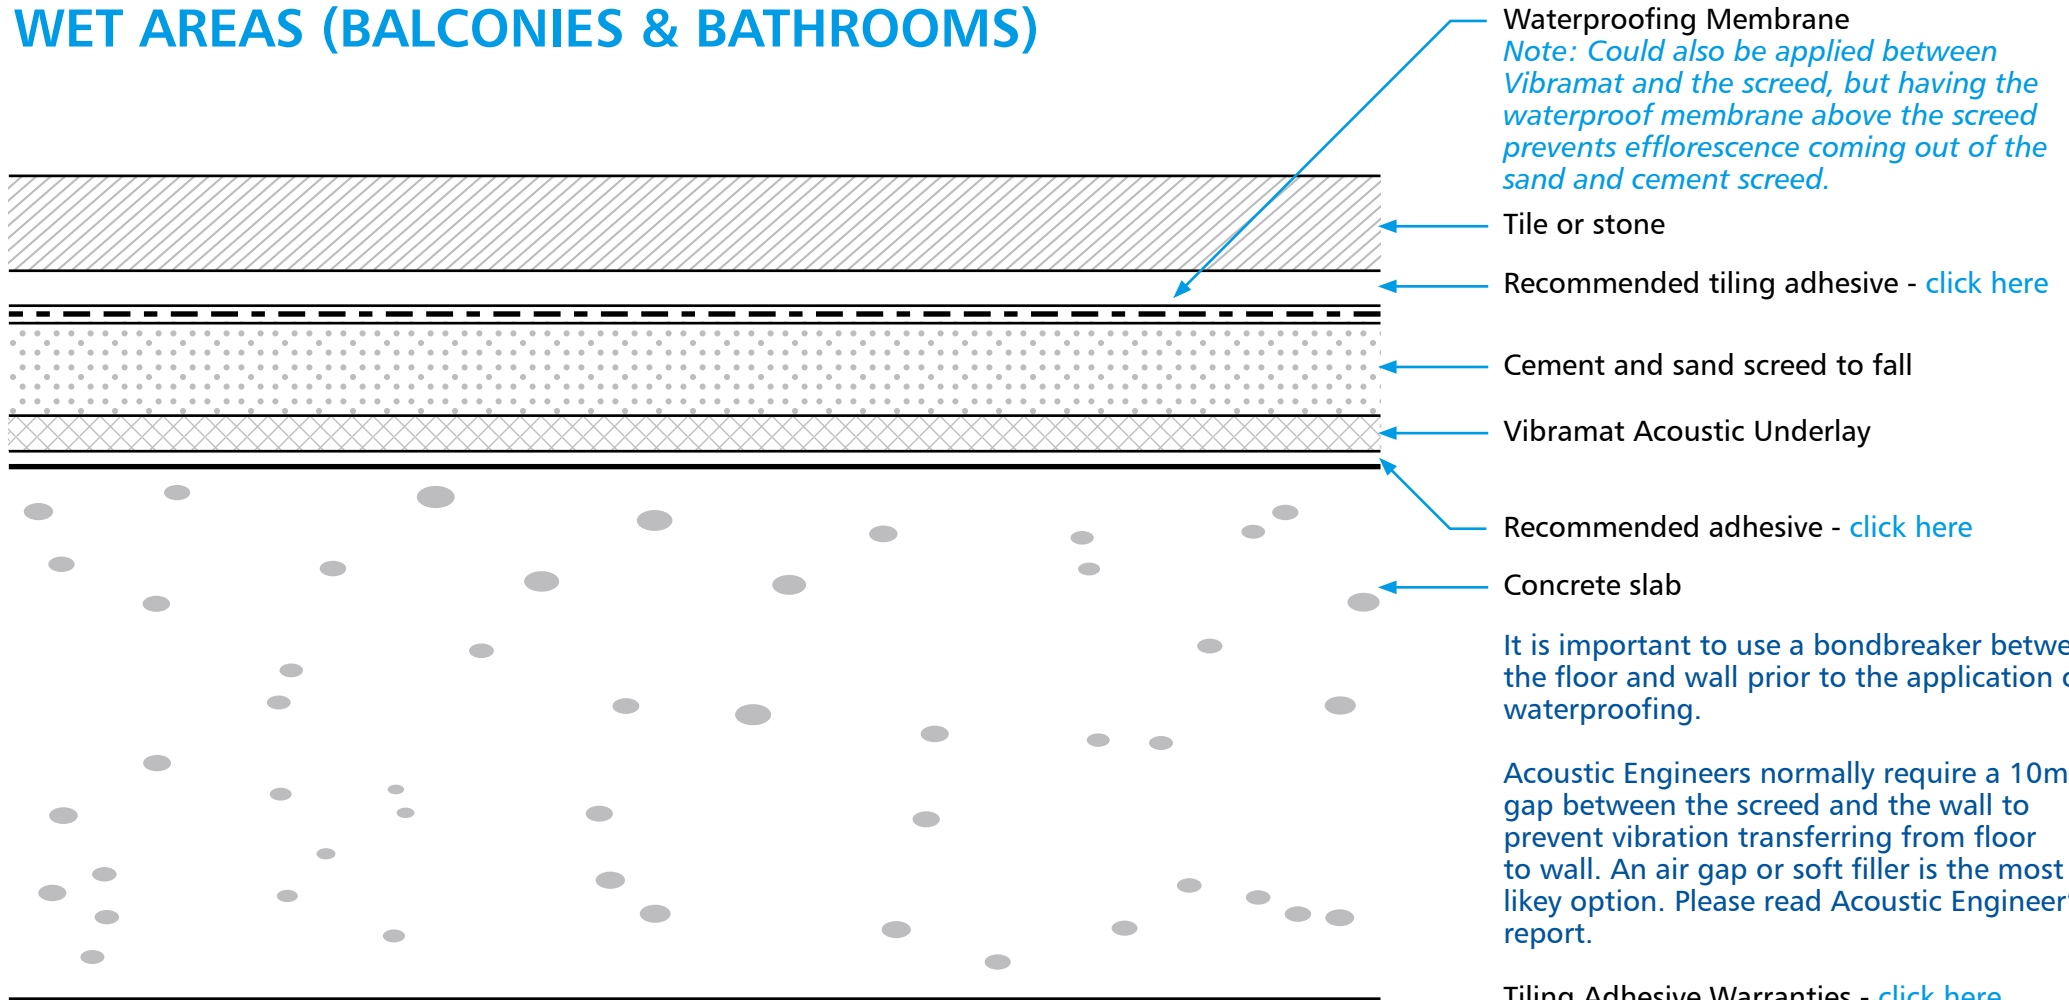 WET AREAS (BALCONIES & BATHROOMS)
Waterproofing Membrane
Note: Could also be applied between
Vibramat and the screed, but having the
waterproof membrane above the screed
prevents efflorescence coming out of the
sand and cement screed.
Tile or stone
Recommended tiling adhesive - click here
Cement and sand screed to fall
Vibramat Acoustic Underlay
Recommended adhesive - click here
Concrete slab
It is important to use a bondbreaker betwe
the floor and wall prior to the application o
waterproofing.
Acoustic Engineers normally require a 10m
gap between the screed and the wall to
prevent vibration transferring from floor
to wall. An air gap or soft filler is the most
likey option. Please read Acoustic Engineer'
report.
Tiling Adhesive Warranties - click here